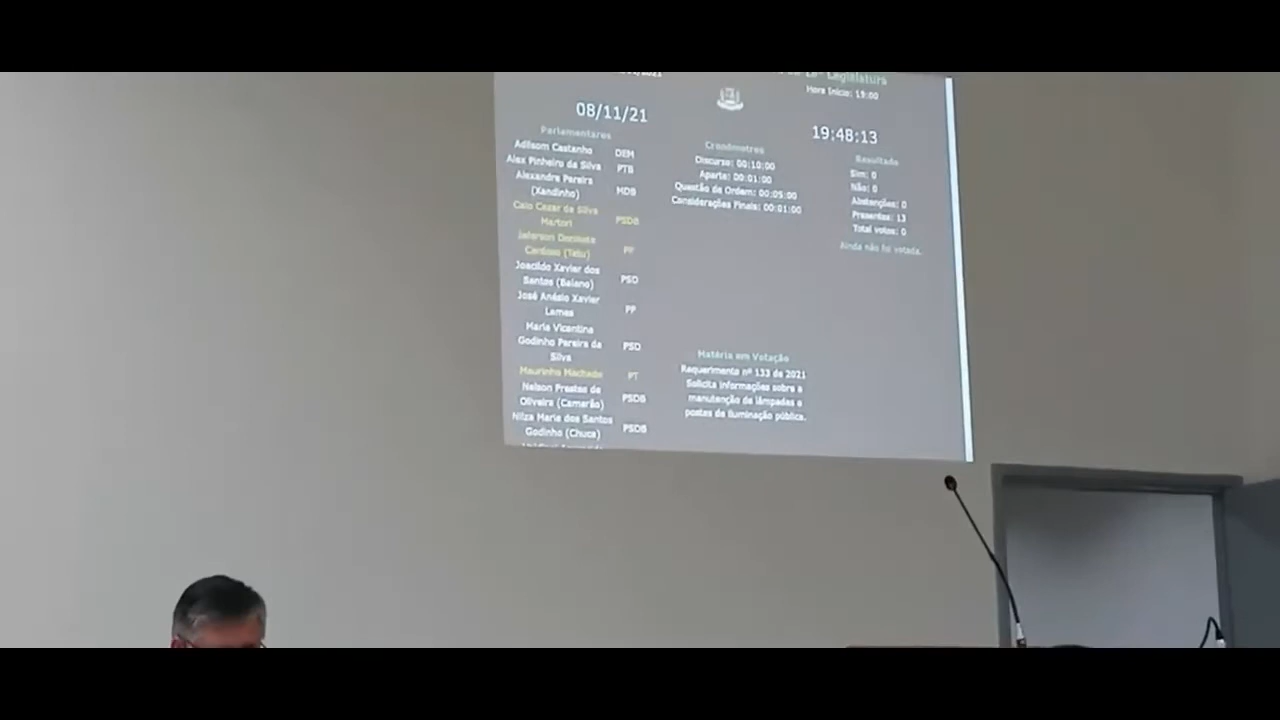 Legislatura
Hora Início: 19:00
08/11/21
19:48:13
Parlamentares
Adilsom Castanho DEM
Alex Pinheiro da Silva PTB
Alexandre Pereira
(Xandinho) MDB
Caio Cezar da Silva
Martori PSDB
Jeferson Donisete
Cardoso (Tatu) PP
Joacildo Xavier dos
Santos (Baiano) PSD
José Anésio Xavier
Lemes PP
Maria Vicentina
Godinho Pereira da
Silva PSD
Maurinho Machado PT
Nelson Prestes de
Oliveira (Camarão) PSDB
Nilza Maria dos Santos
Godinho (Chuca) PSDB
Cronômetros
Discurso: 00:10:00
Aparte: 00:01:00
Questão de Ordem: 00:05:00
Considerações Finais: 00:01:00
Resultado
Sim: 0
Não: 0
Abstenções: 0
Presentes: 13
Total votos: 0
Ainda não foi votada.
Matéria em Votação
Requerimento nº 133 de 2021
Solicita informações sobre a
manutenção de lâmpadas e
postes de iluminação pública.